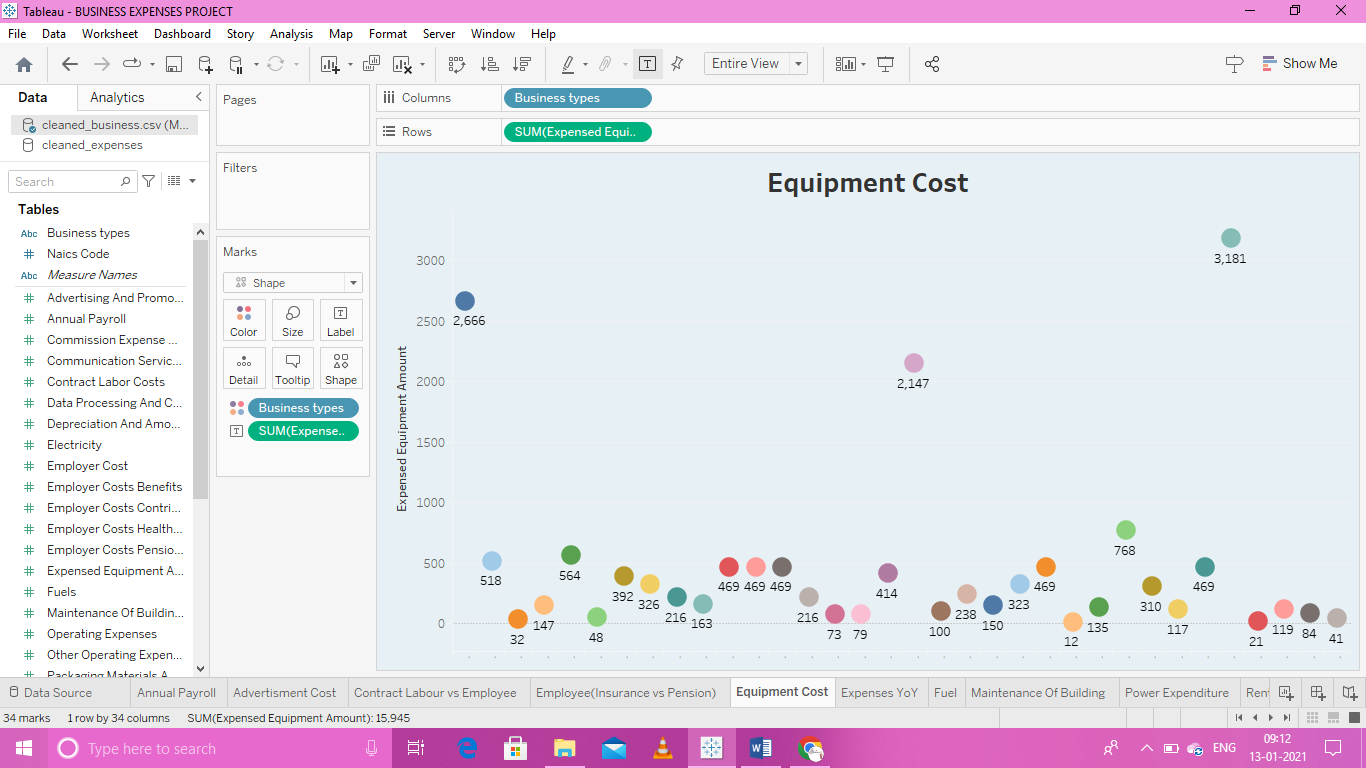 Tableau - BUSINESS EXPENSES PROJECT
File Data Worksheet Dashboard Story Analysis Map Format Server Window Help
Entire View
Show Me
Data Analytics
cleaned_business.csv (M...
cleaned_expenses
Search
Tables
Abc Business types
# Naics Code
Abc Measure Names
# Advertising And Promo...
# Annual Payroll
# Commission Expense ...
# Communication Servic...
# Contract Labor Costs
# Data Processing And C...
# Depreciation And Amo...
# Electricity
# Employer Cost
# Employer Costs Benefits
# Employer Costs Contri...
# Employer Costs Health...
# Employer Costs Pensio...
# Expensed Equipment A...
# Fuels
# Maintenance Of Buildin...
# Operating Expenses
# Other Operating Expen...
# Packaging Materials A...
Pages
Filters
Marks
Shape
Color Size Label
Detail Tooltip Shape
Business types
SUM(Expense..
Columns Business types
Rows SUM(Expensed Equi..
Equipment Cost
Expensed Equipment Amount
3000
2500
2000
1500
1000
500
0
2,666
518
32
147
564
48
392
326
216
163
469
469
469
216
73
79
414
2,147
100
238
150
323
469
12
135
768
310
117
469
3,181
21
119
84
41
Data Source Annual Payroll Advertisment Cost Contract Labour vs Employee Employee(Insurance vs Pension) Equipment Cost Expenses YoY Fuel Maintenance Of Building Power Expenditure Rent
34 marks 1 row by 34 columns SUM(Expensed Equipment Amount): 15,945
Type here to search
ENG
09:12
13-01-2021